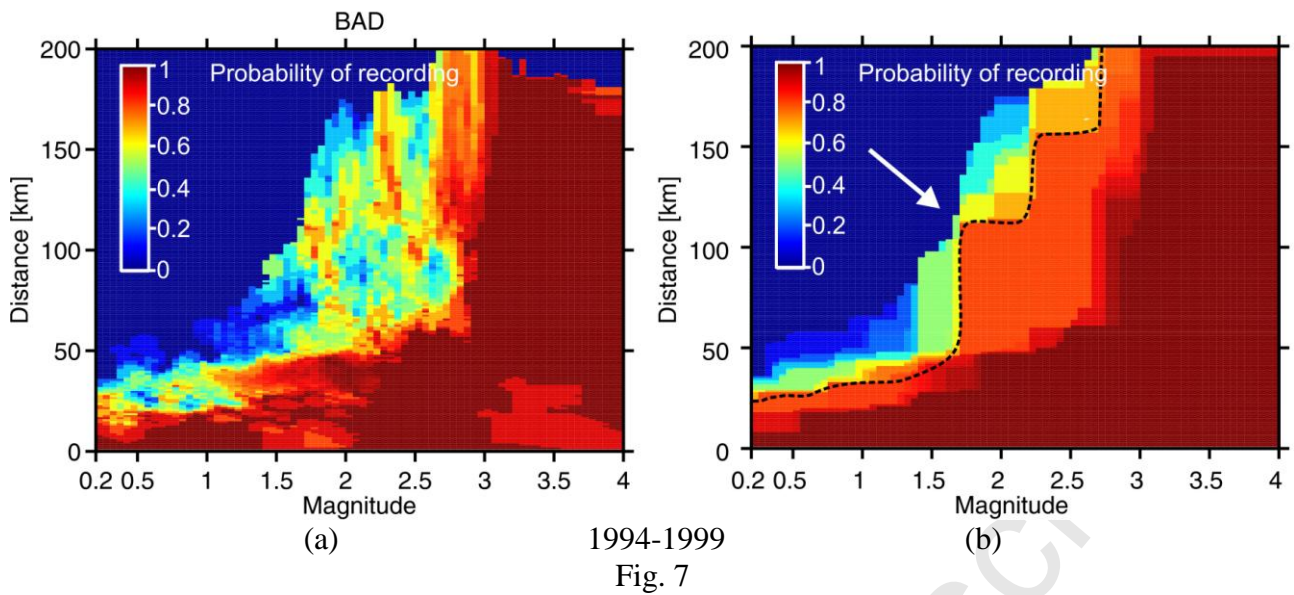 BAD
Probability of recording
1
0.8
0.6
0.4
0.2
0
200
150
100
50
0
Distance [km]
0.2 0.5 1 1.5 2 2.5 3 3.5 4
Magnitude
(a)
Probability of recording
1
0.8
0.6
0.4
0.2
0
200
150
100
50
0
Distance [km]
0.2 0.5 1 1.5 2 2.5 3 3.5 4
Magnitude
(b)
1994-1999
Fig. 7